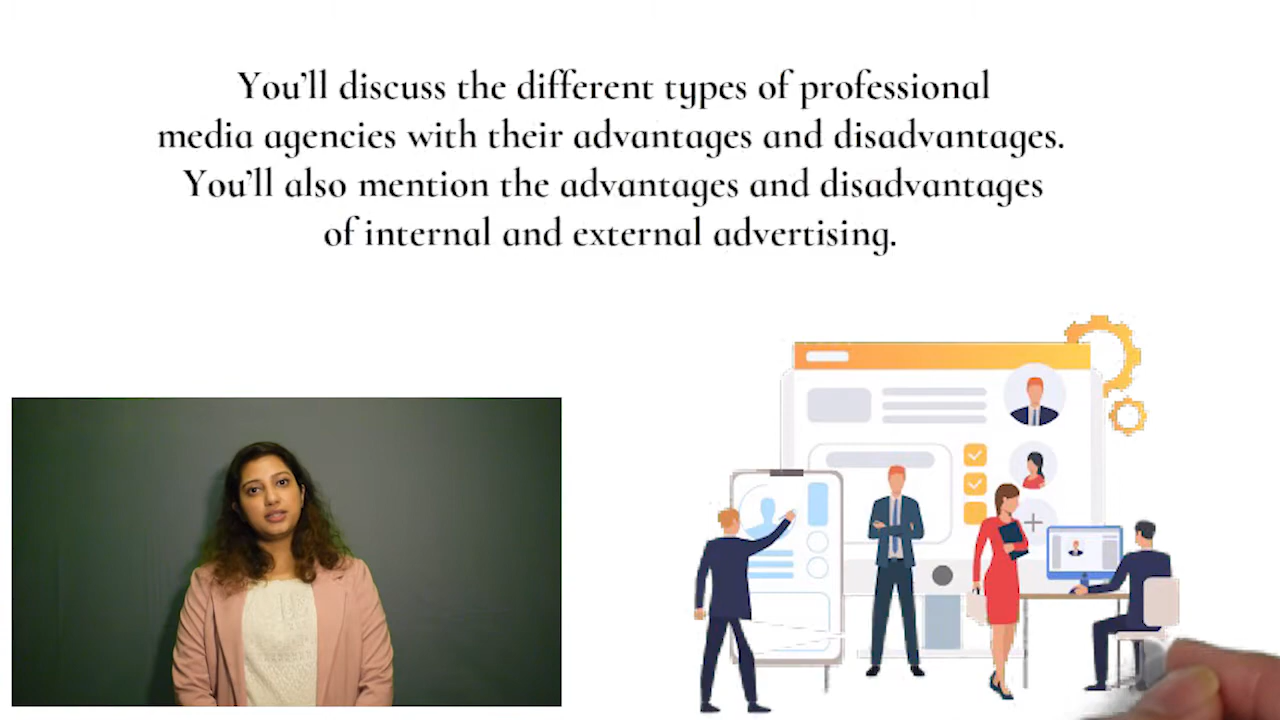 You'll discuss the different types of professional
media agencies with their advantages and disadvantages.
You'll also mention the advantages and disadvantages
of internal and external advertising.